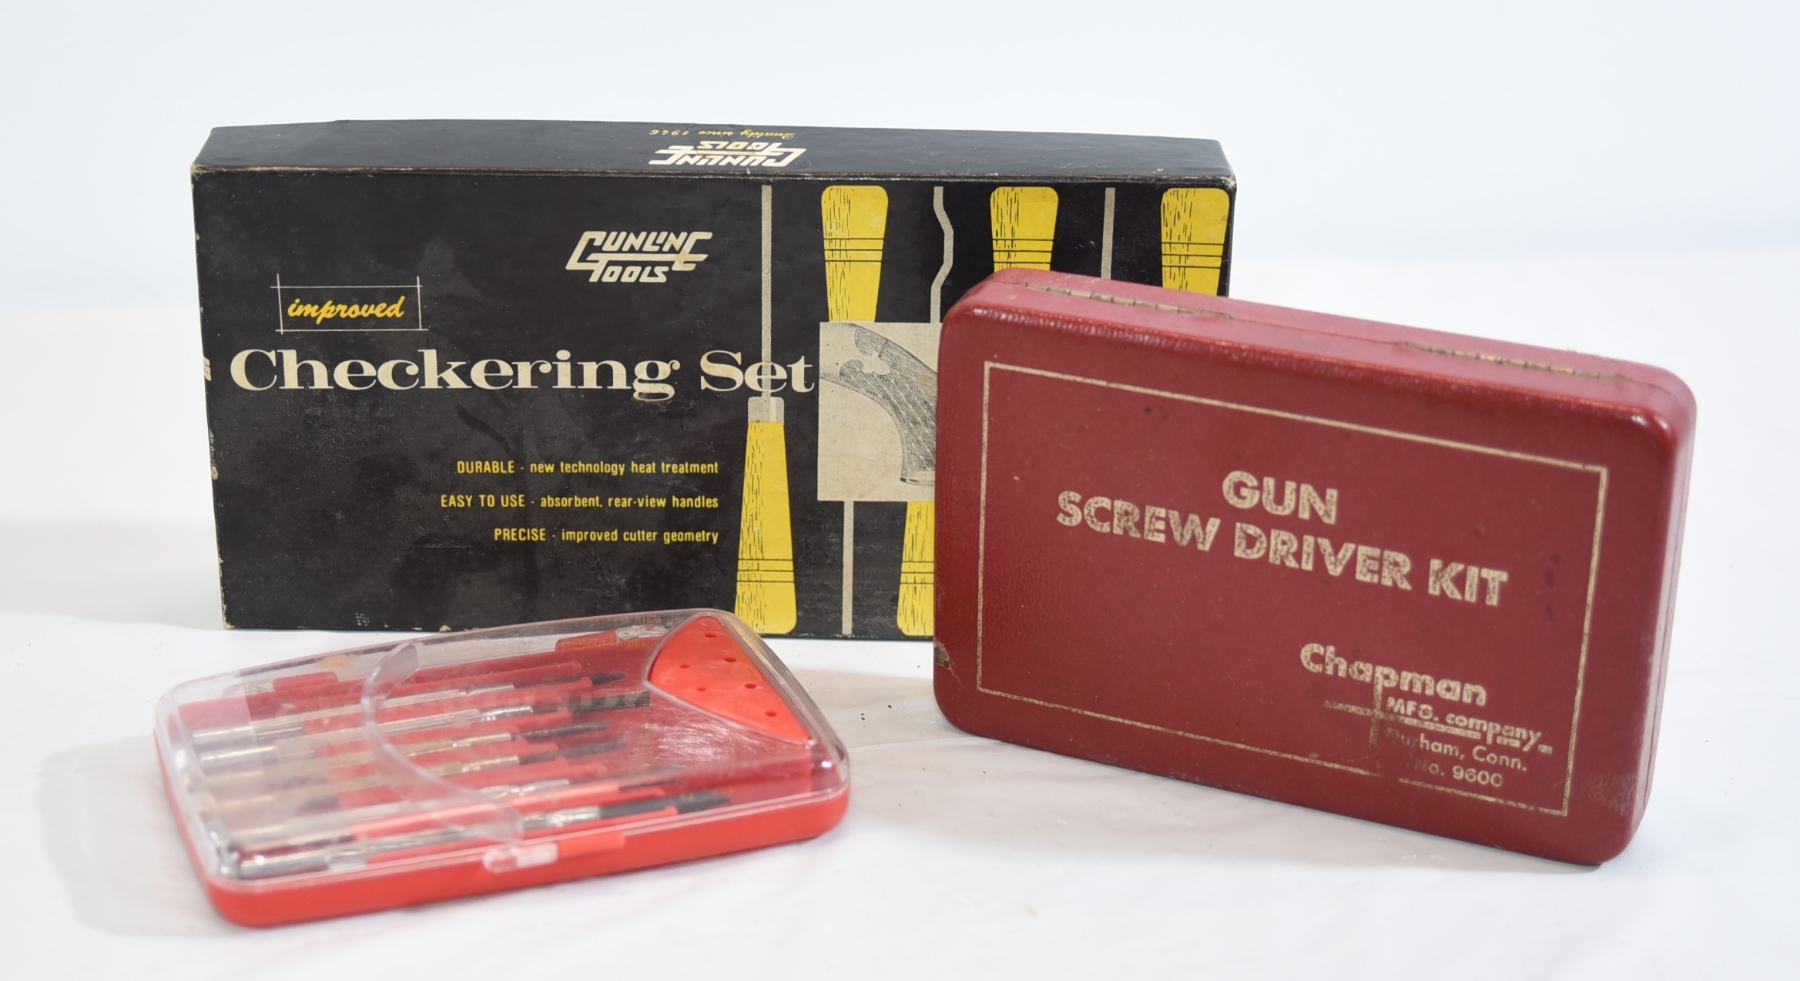 Quality since 1946
GUNLINE
TOOLS
GUNLINE
TOOLS
improved
Checkering Set
DURABLE - new technology heat treatment
EASY TO USE - absorbent, rear-view handles
PRECISE - improved cutter geometry
GUN
SCREW DRIVER KIT
Chapman
MFG. company
Durham, Conn.
No. 9600